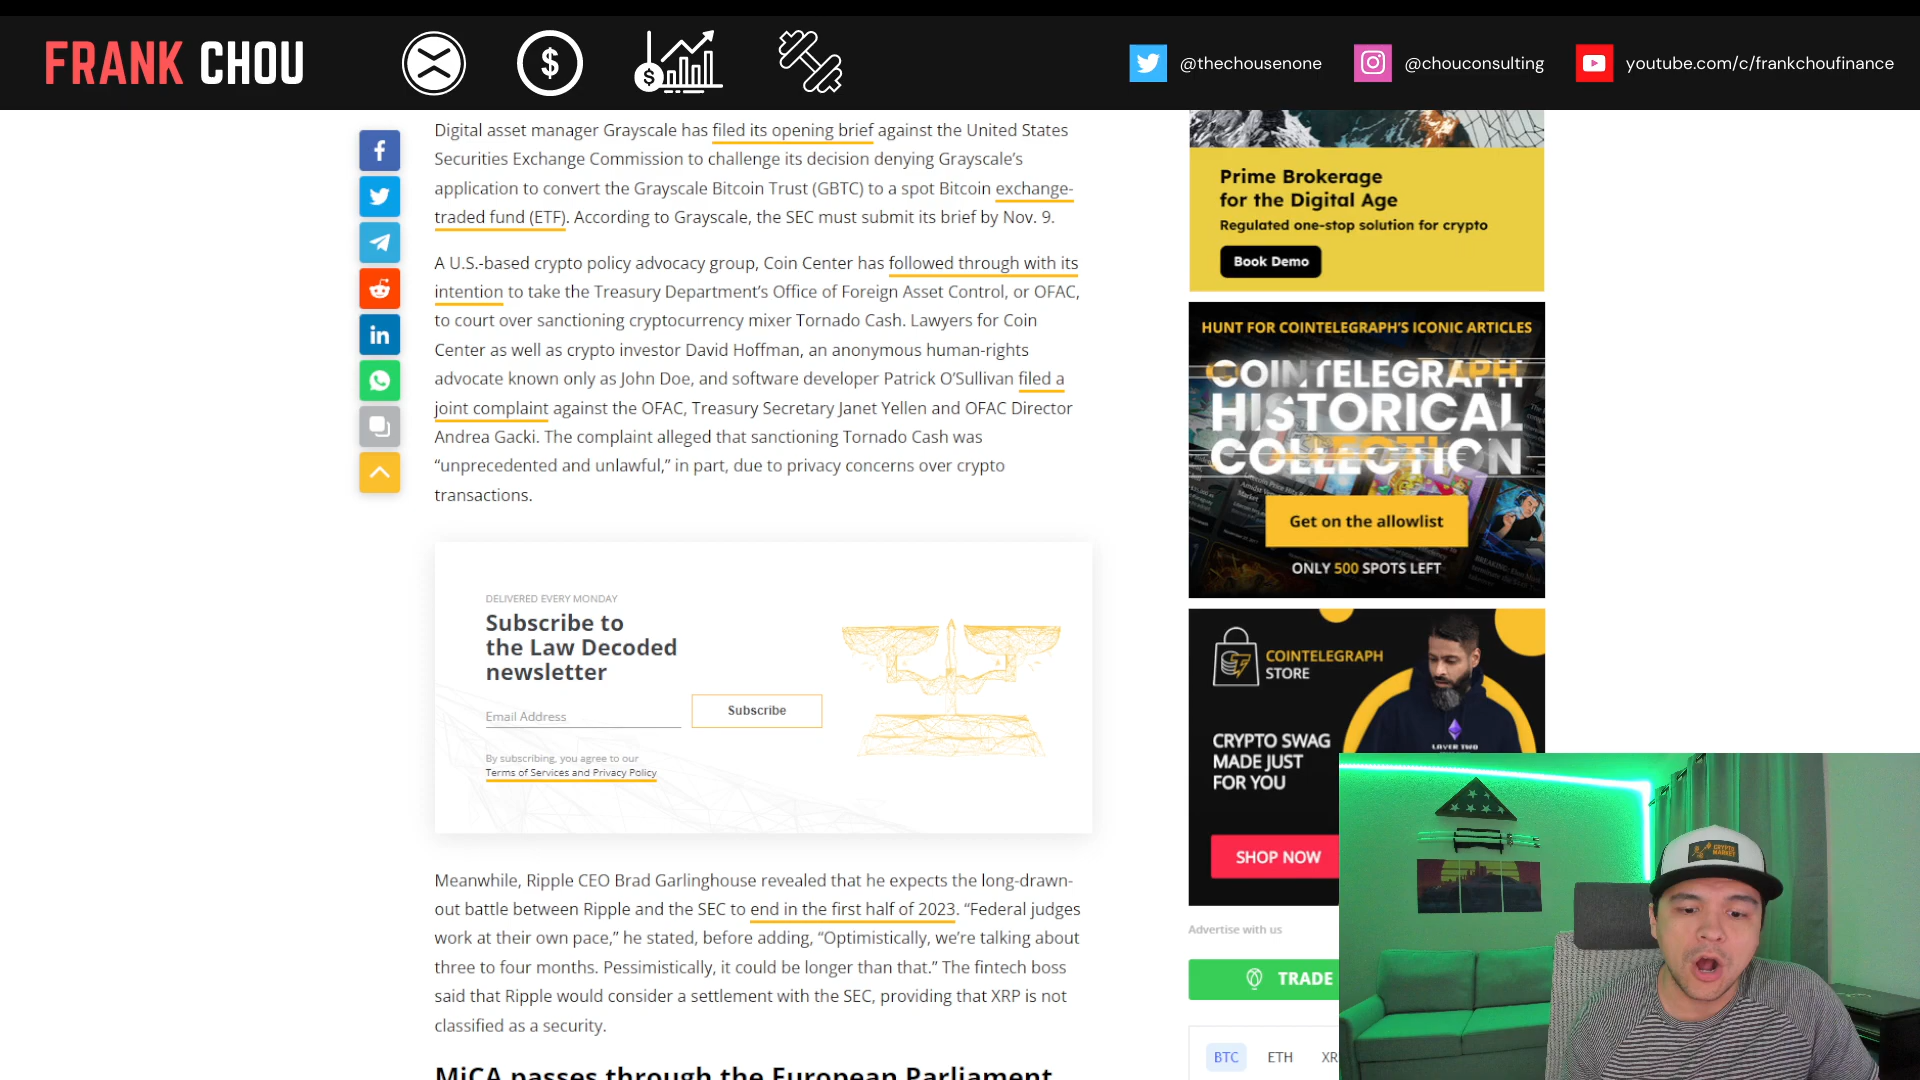 FRANK CHOU
@thechousenone
@chouconsulting
youtube.com/c/frankchoufinance
Digital asset manager Grayscale has filed its opening brief against the United States
Securities Exchange Commission to challenge its decision denying Grayscale’s
application to convert the Grayscale Bitcoin Trust (GBTC) to a spot Bitcoin exchange-
traded fund (ETF). According to Grayscale, the SEC must submit its brief by Nov. 9.
A U.S.-based crypto policy advocacy group, Coin Center has followed through with its
intention to take the Treasury Department’s Office of Foreign Asset Control, or OFAC,
to court over sanctioning cryptocurrency mixer Tornado Cash. Lawyers for Coin
Center as well as crypto investor David Hoffman, an anonymous human-rights
advocate known only as John Doe, and software developer Patrick O’Sullivan filed a
joint complaint against the OFAC, Treasury Secretary Janet Yellen and OFAC Director
Andrea Gacki. The complaint alleged that sanctioning Tornado Cash was
“unprecedented and unlawful,” in part, due to privacy concerns over crypto
transactions.
DELIVERED EVERY MONDAY
Subscribe to
the Law Decoded
newsletter
Email Address
Subscribe
By subscribing, you agree to our
Terms of Services and Privacy Policy
Meanwhile, Ripple CEO Brad Garlinghouse revealed that he expects the long-drawn-
out battle between Ripple and the SEC to end in the first half of 2023. “Federal judges
work at their own pace,” he stated, before adding, “Optimistically, we’re talking about
three to four months. Pessimistically, it could be longer than that.” The fintech boss
said that Ripple would consider a settlement with the SEC, providing that XRP is not
classified as a security.
MiCA passes through the European Parliament
Prime Brokerage
for the Digital Age
Regulated one-stop solution for crypto
Book Demo
HUNT FOR COINTELEGRAPH’S ICONIC ARTICLES
COINTELEGRAPH
HISTORICAL
COLLECTION
Get on the allowlist
ONLY 500 SPOTS LEFT
COINTELEGRAPH
STORE
CRYPTO SWAG
MADE JUST
FOR YOU
LAYER TWO
SHOP NOW
Advertise with us
TRADE
BTC ETH XR
CRYPTO
MARKET